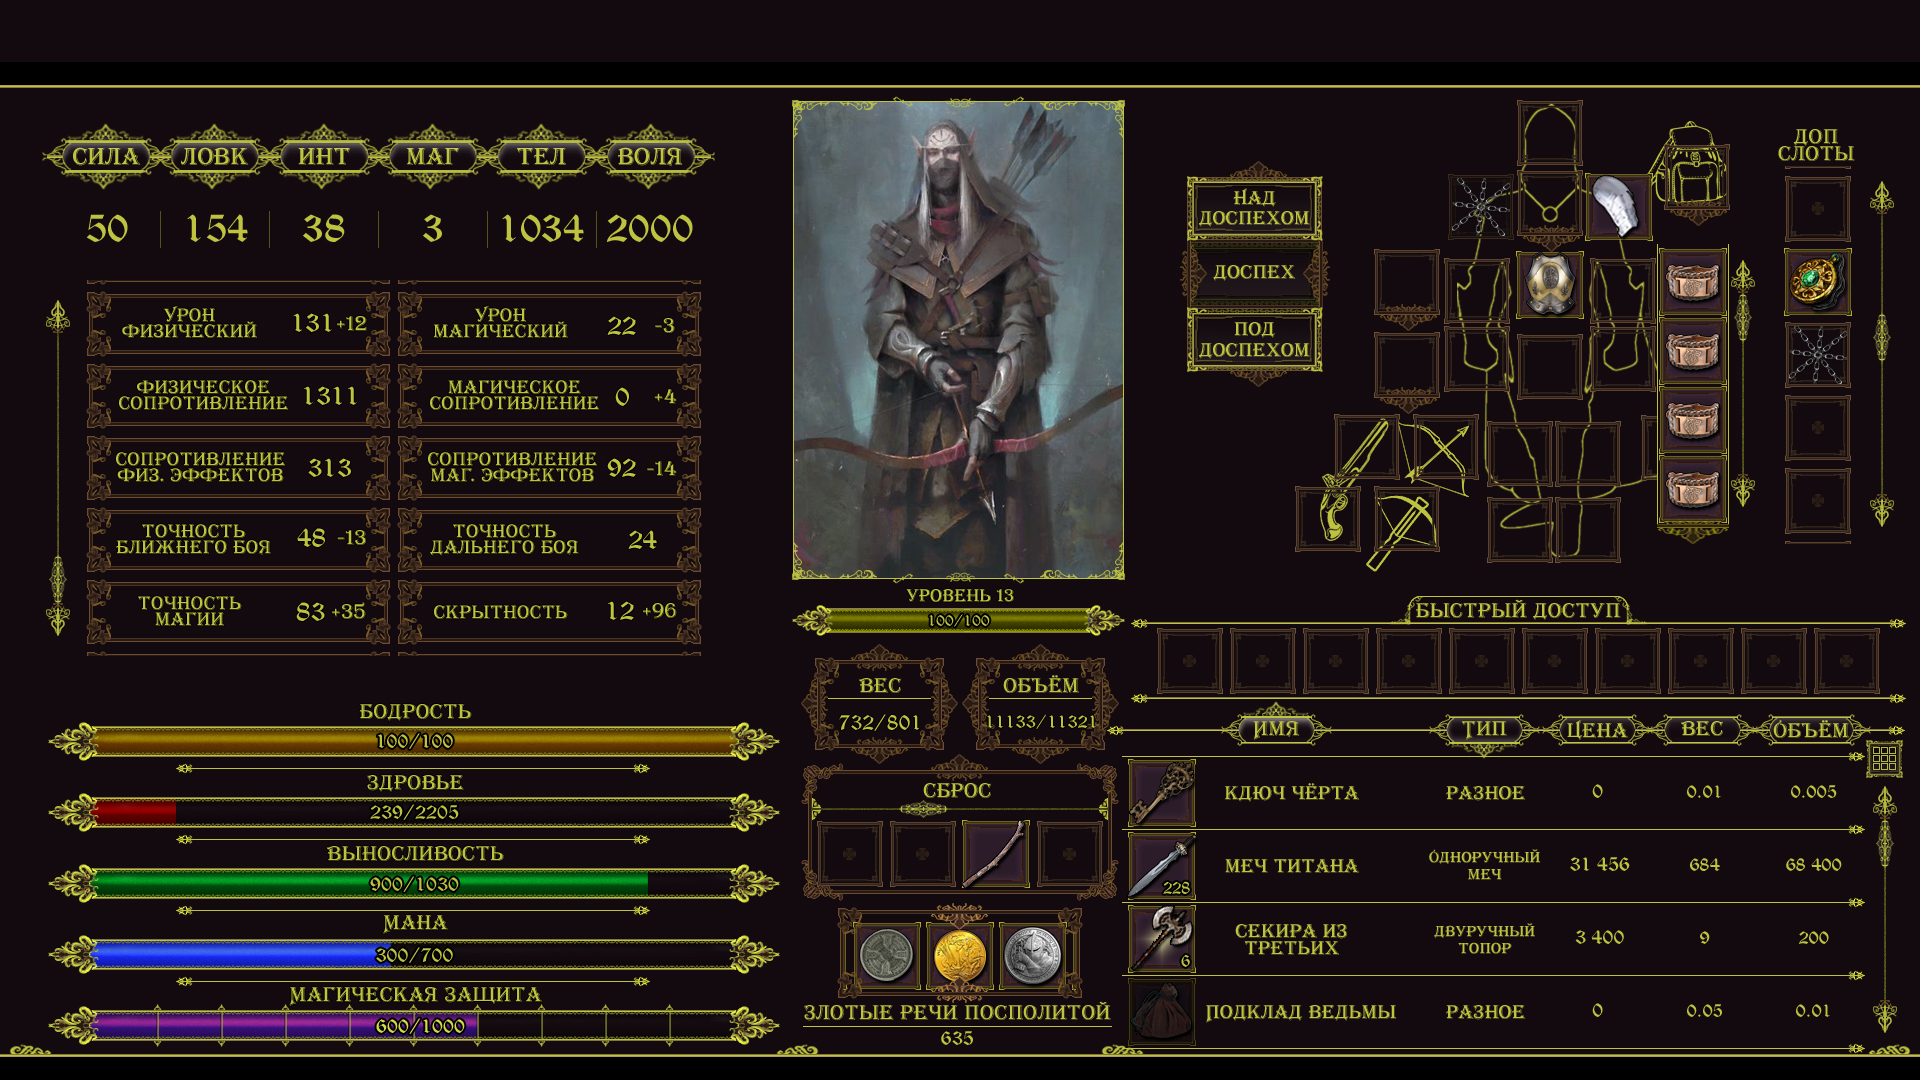 СИЛА ЛОВК ИНТ МАГ ТЕЛ ВОЛЯ
50 154 38 3 1034 2000
УРОН
ФИЗИЧЕСКИЙ
131+12
УРОН
МАГИЧЕСКИЙ
22 -3
ФИЗИЧЕСКОЕ
СОПРОТИВЛЕНИЕ
1311
МАГИЧЕСКОЕ
СОПРОТИВЛЕНИЕ
0 +4
СОПРОТИВЛЕНИЕ
ФИЗ. ЭФФЕКТОВ
313
СОПРОТИВЛЕНИЕ
МАГ. ЭФФЕКТОВ
92 -14
ТОЧНОСТЬ
БЛИЖНЕГО БОЯ
48 -13
ТОЧНОСТЬ
ДАЛЬНЕГО БОЯ
24
ТОЧНОСТЬ
МАГИИ
83 +35
СКРЫТНОСТЬ
12 +96
БОДРОСТЬ
100/100
ЗДРОВЬЕ
239/2205
ВЫНОСЛИВОСТЬ
900/1030
МАНА
300/700
МАГИЧЕСКАЯ ЗАЩИТА
600/1000
УРОВЕНЬ 13
100/100
ВЕС
732/801
ОБЪЁМ
11133/11321
СБРОС
ЗЛОТЫЕ РЕЧИ ПОСПОЛИТОЙ
635
НАД
ДОСПЕХОМ
ДОСПЕХ
ПОД
ДОСПЕХОМ
ДОП
СЛОТЫ
БЫСТРЫЙ ДОСТУП
ИМЯ ТИП ЦЕНА ВЕС ОБЪЁМ
КДЮЧ ЧЁРТА РАЗНОЕ 0 0.01 0.005
228
МЕЧ ТИТАНА
ОДНОРУЧНЫЙ
МЕЧ
31 456 684 68 400
6
СЕКИРА ИЗ
ТРЕТЬИХ
ДВУРУЧНЫЙ
ТОПОР
3 400 9 200
ПОДКЛАД ВЕДЬМЫ РАЗНОЕ 0 0.05 0.01